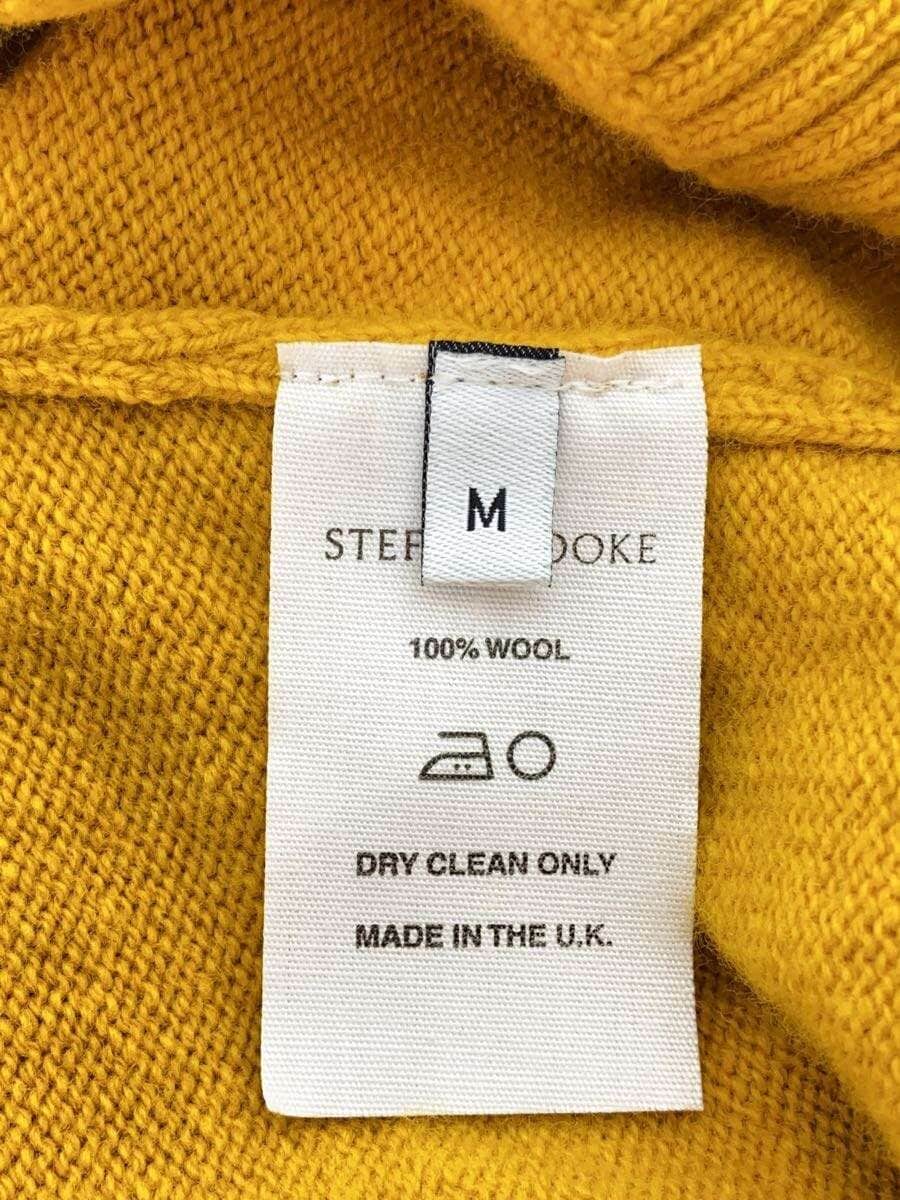 M
STEF OOKE
100% WOOL
DRY CLEAN ONLY
MADE IN THE U.K.